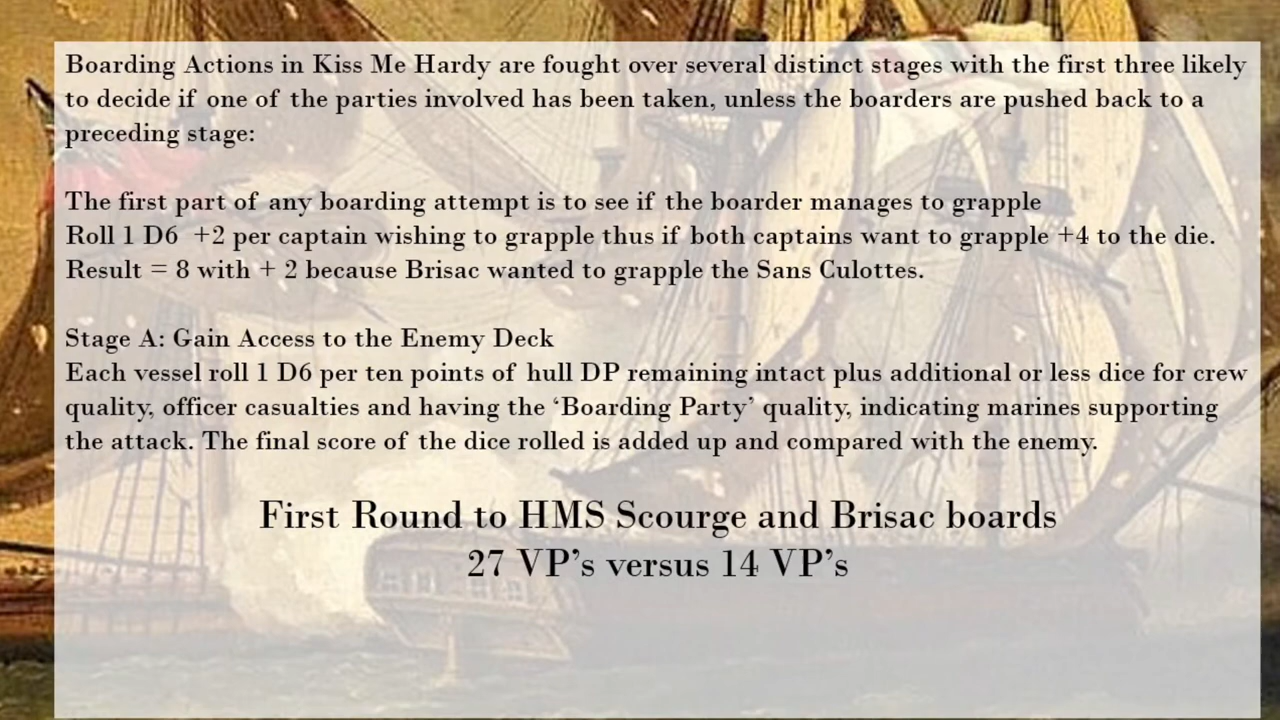 Boarding Actions in Kiss Me Hardy are fought over several distinct stages with the first three likely
to decide if one of the parties involved has been taken, unless the boarders are pushed back to a
preceding stage:
The first part of any boarding attempt is to see if the boarder manages to grapple
Roll 1 D6 +2 per captain wishing to grapple thus if both captains want to grapple +4 to the die.
Result = 8 with + 2 because Brisac wanted to grapple the Sans Culottes.
Stage A: Gain Access to the Enemy Deck
Each vessel roll 1 D6 per ten points of hull DP remaining intact plus additional or less dice for crew
quality, officer casualties and having the ‘Boarding Party’ quality, indicating marines supporting
the attack. The final score of the dice rolled is added up and compared with the enemy.
First Round to HMS Scourge and Brisac boards
27 VP’s versus 14 VP’s